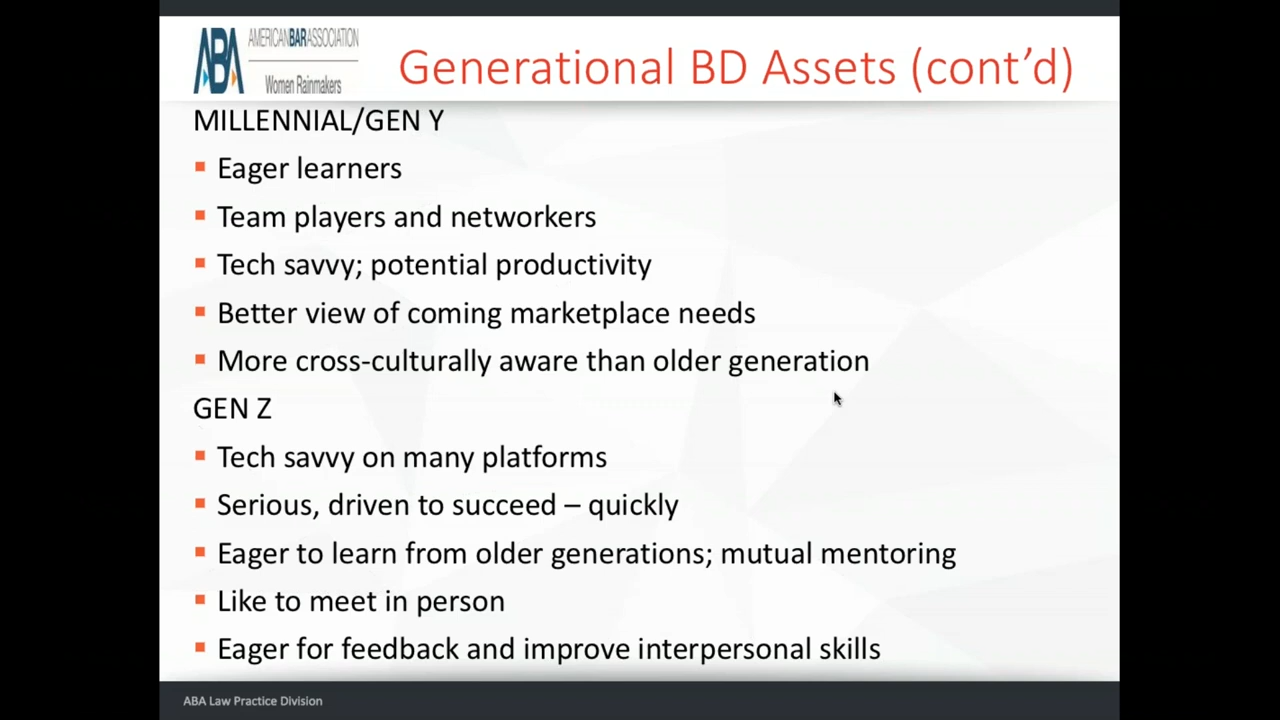 ABA
AMERICANBARASSOCIATION
Women Rainmakers
Generational BD Assets (cont’d)
MILLENNIAL/GEN Y
Eager learners
Team players and networkers
Tech savvy; potential productivity
Better view of coming marketplace needs
More cross-culturally aware than older generation
GEN Z
Tech savvy on many platforms
Serious, driven to succeed – quickly
Eager to learn from older generations; mutual mentoring
Like to meet in person
Eager for feedback and improve interpersonal skills
ABA Law Practice Division